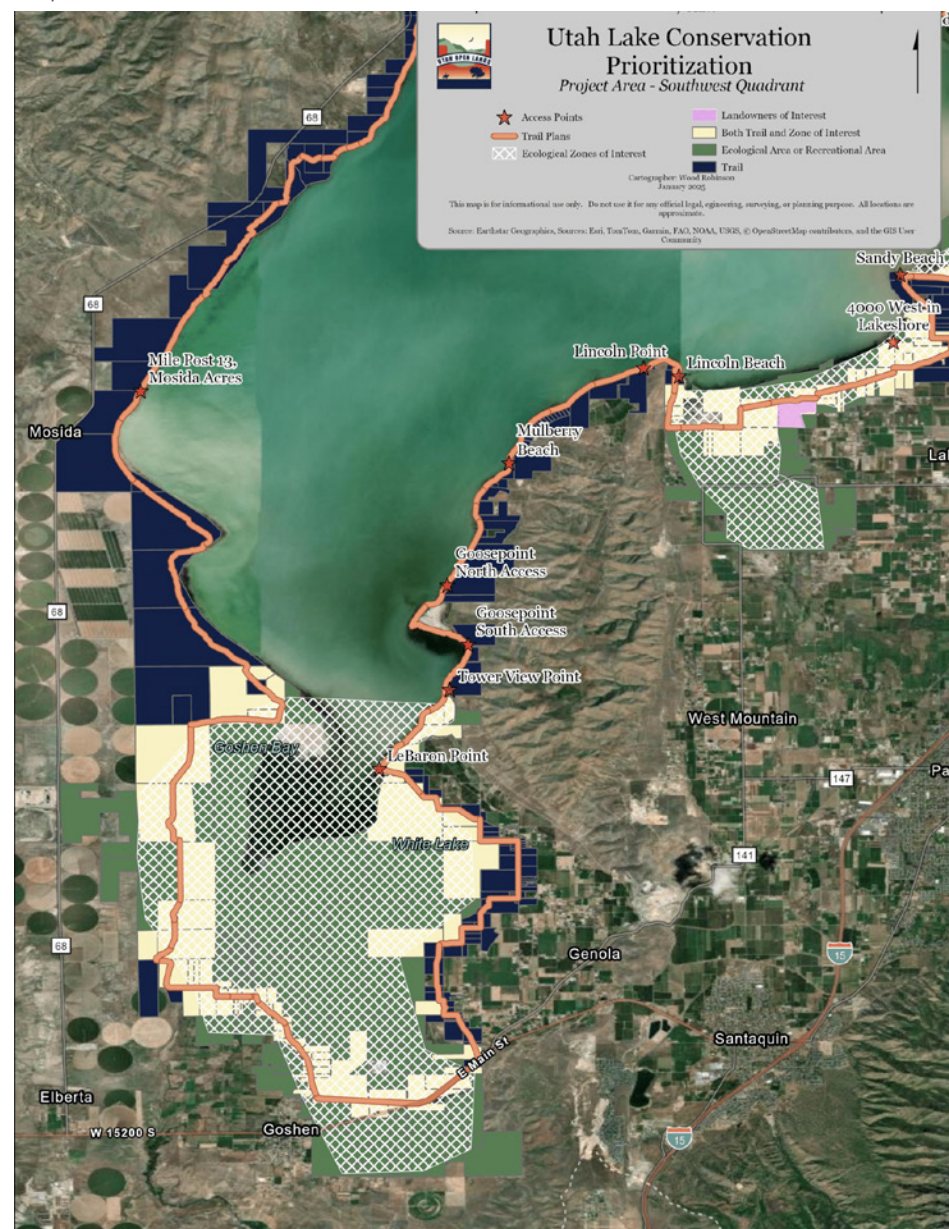 Utah Lake Conservation
Prioritization
Project Area - Southwest Quadrant
UTAH OPEN LANDS
Access Points
Trail Plans
Ecological Zones of Interest
Landowners of Interest
Both Trail and Zone of Interest
Ecological Area or Recreational Area
Trail
Cartographer: Wood Robinson
January 2025
This map is for informational use only. Do not use it for any official legal, egineering, surveying, or planning purpose. All locations are
approximate.
Source: Earthstar Geographics, Sources: Esri, TomTom, Garmin, FAO, NOAA, USGS, © OpenStreetMap contributors, and the GIS User
Community
68
Sandy Beach
68
4000 West in
Lakeshore
Lincoln Point
Lincoln Beach
Mile Post 13,
Mosida Acres
Mosida
Mulberry
Beach
Goosepoint
North Access
68
Goosepoint
South Access
Tower View Point
West Mountain
Goshen Bay
LeBaron Point
147
White Lake
141
68
Genola
15
Santaquin
E Main St
Elberta
W 15200 S
Goshen
15